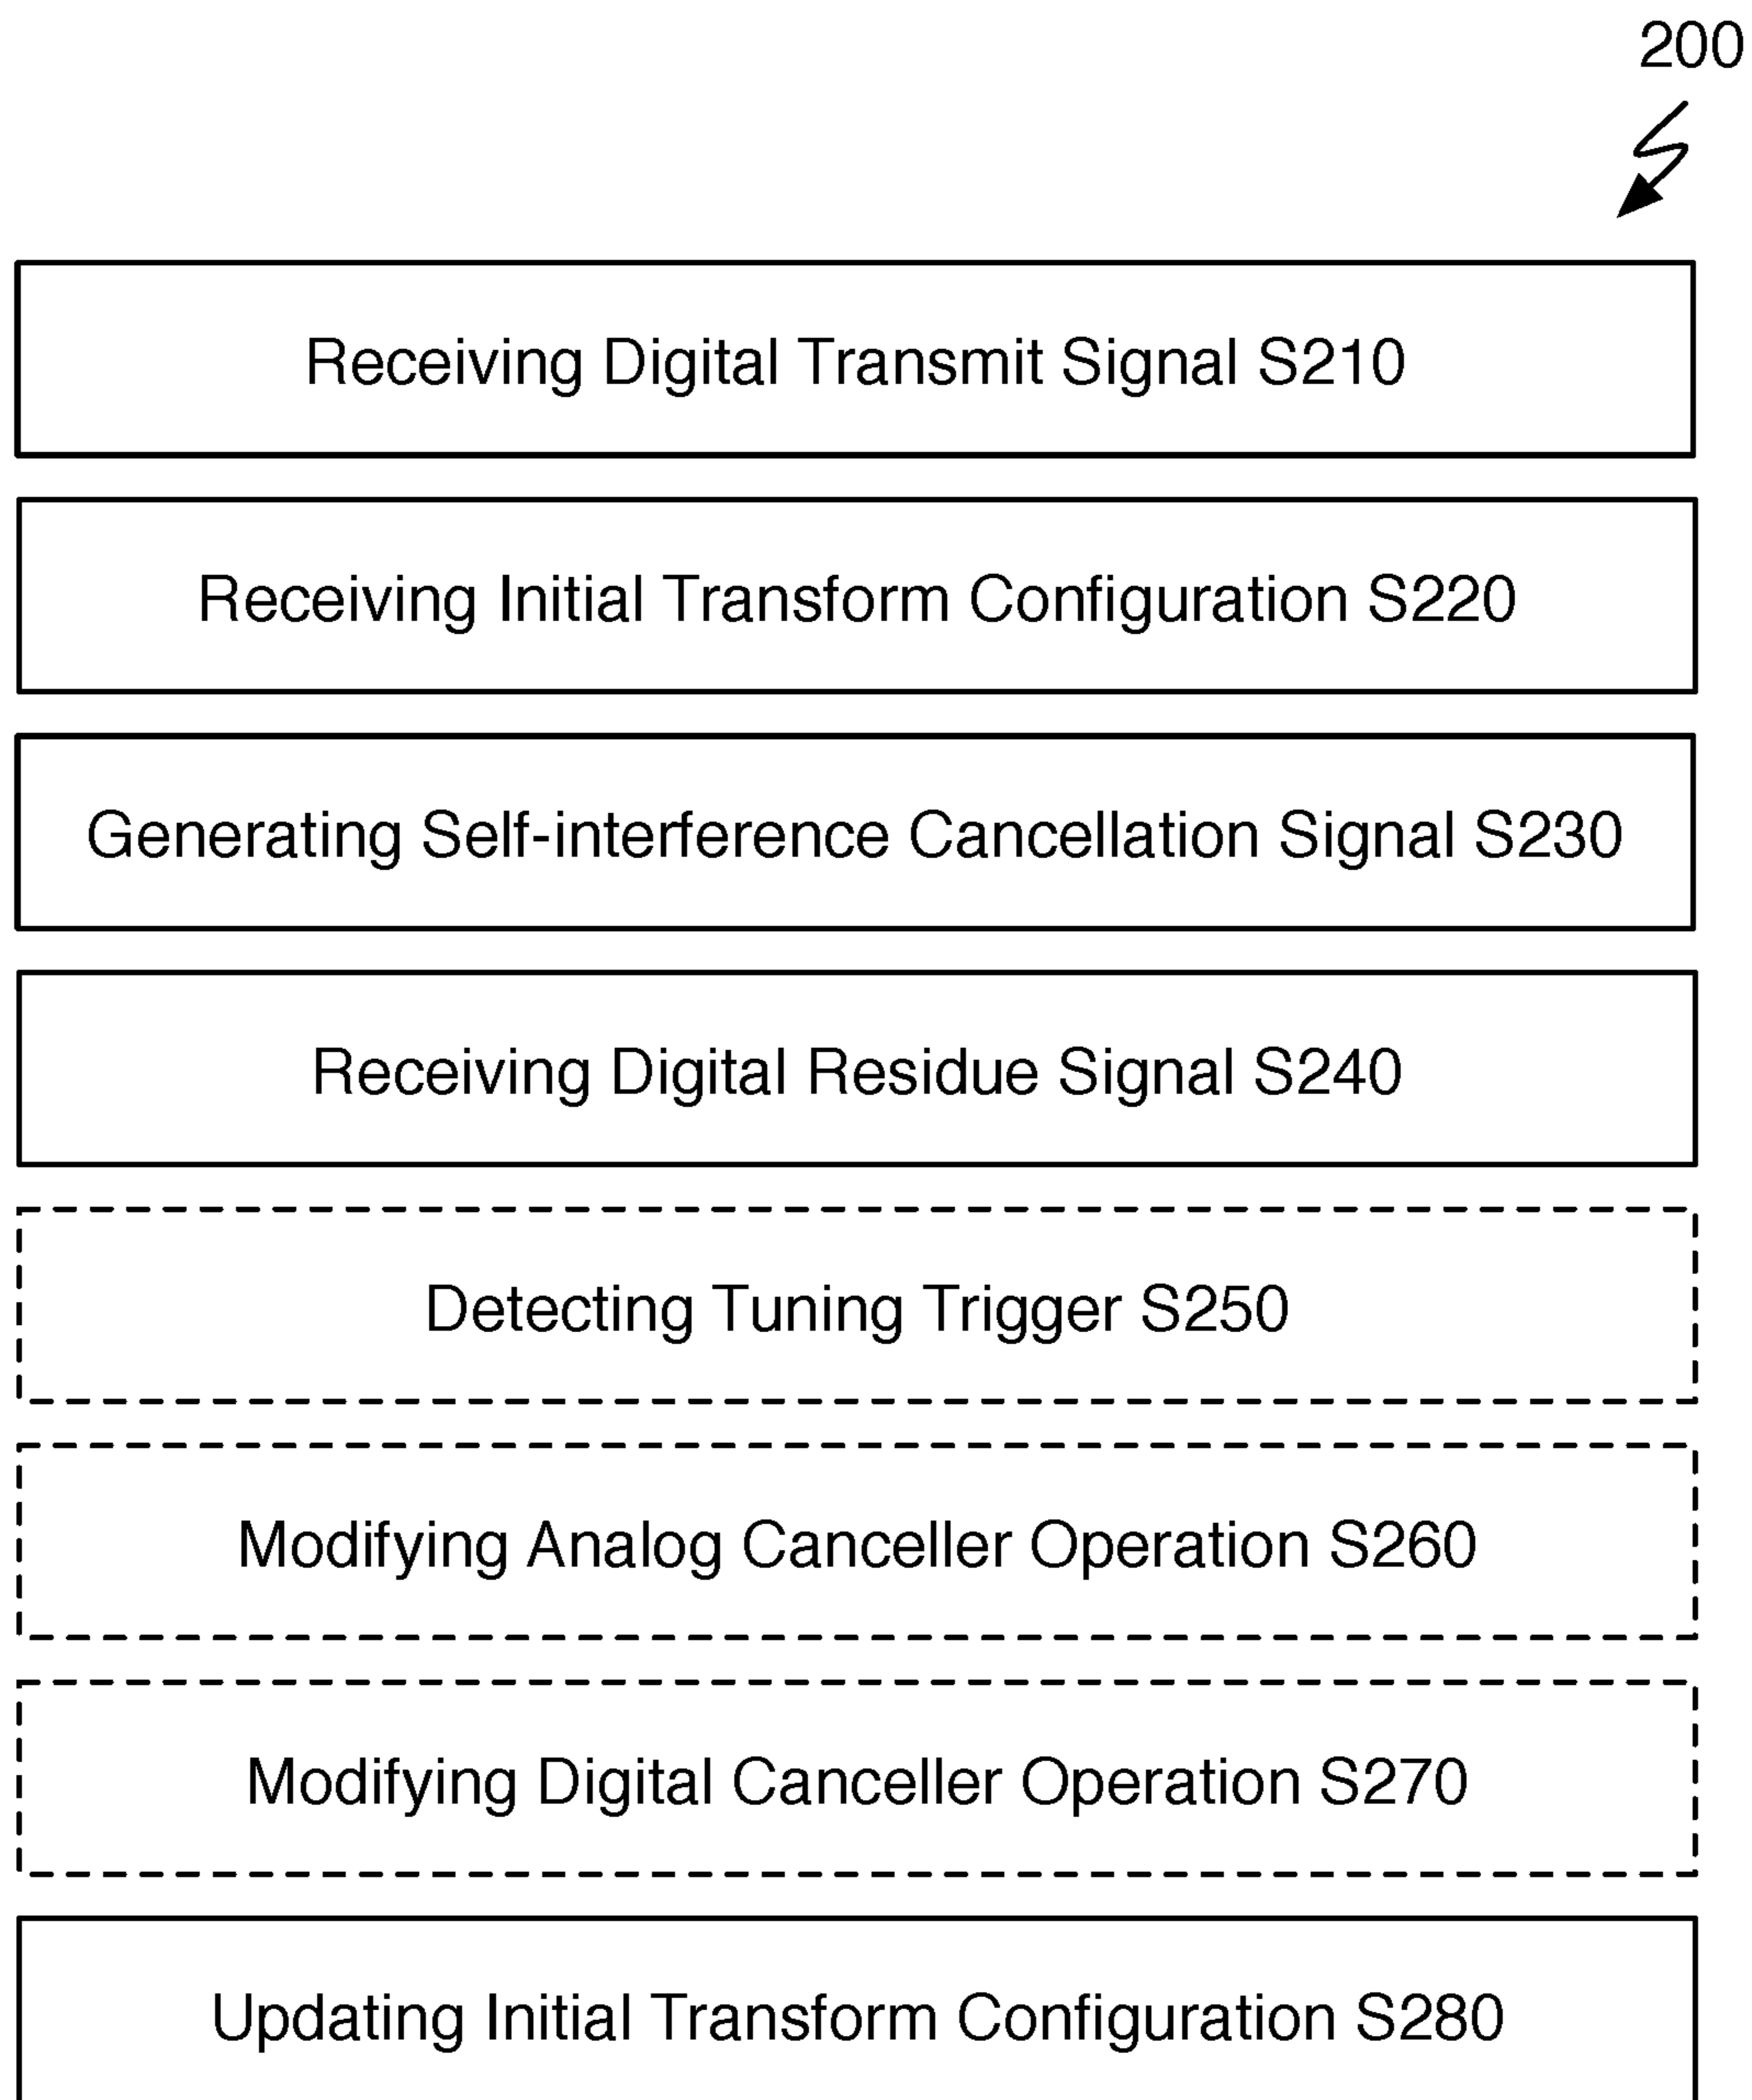 200
Receiving Digital Transmit Signal S210
Receiving Initial Transform Configuration S220
Generating Self-interference Cancellation Signal S230
Receiving Digital Residue Signal S240
Detecting Tuning Trigger S250
Modifying Analog Canceller Operation S260
Modifying Digital Canceller Operation S270
Updating Initial Transform Configuration S280